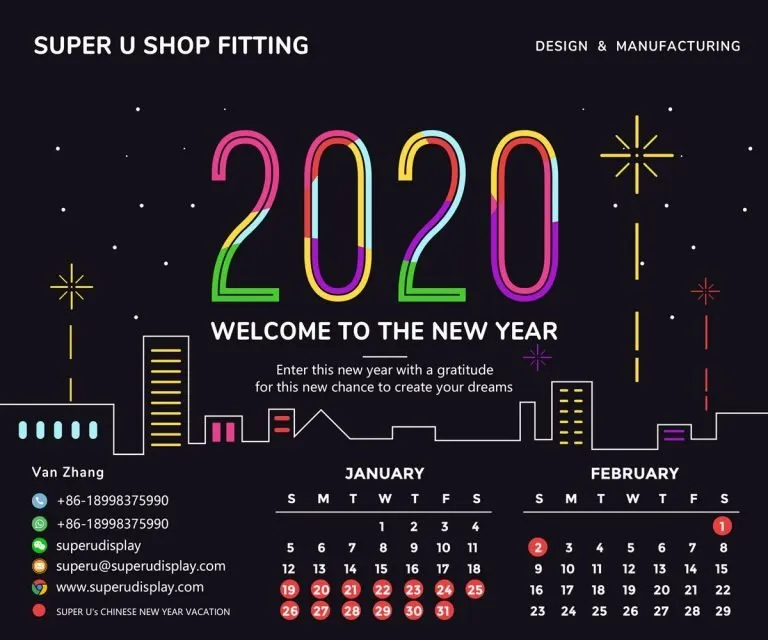 SUPER U SHOP FITTING
DESIGN & MANUFACTURING
2020
WELCOME TO THE NEW YEAR
Enter this new year with a gratitude
for this new chance to create your dreams
Van Zhang
+86-18998375990
+86-18998375990
superudisplay
superu@superudisplay.com
www.superudisplay.com
SUPER U's CHINESE NEW YEAR VACATION
JANUARY
S M T W T F S
1 2 3 4
5 6 7 8 9 10 11
12 13 14 15 16 17 18
19 20 21 22 23 24 25
26 27 28 29 30 31
FEBRUARY
S M T W T F S
1
2 3 4 5 6 7 8
9 10 11 12 13 14 15
16 17 18 19 20 21 22
23 24 25 26 27 28 29